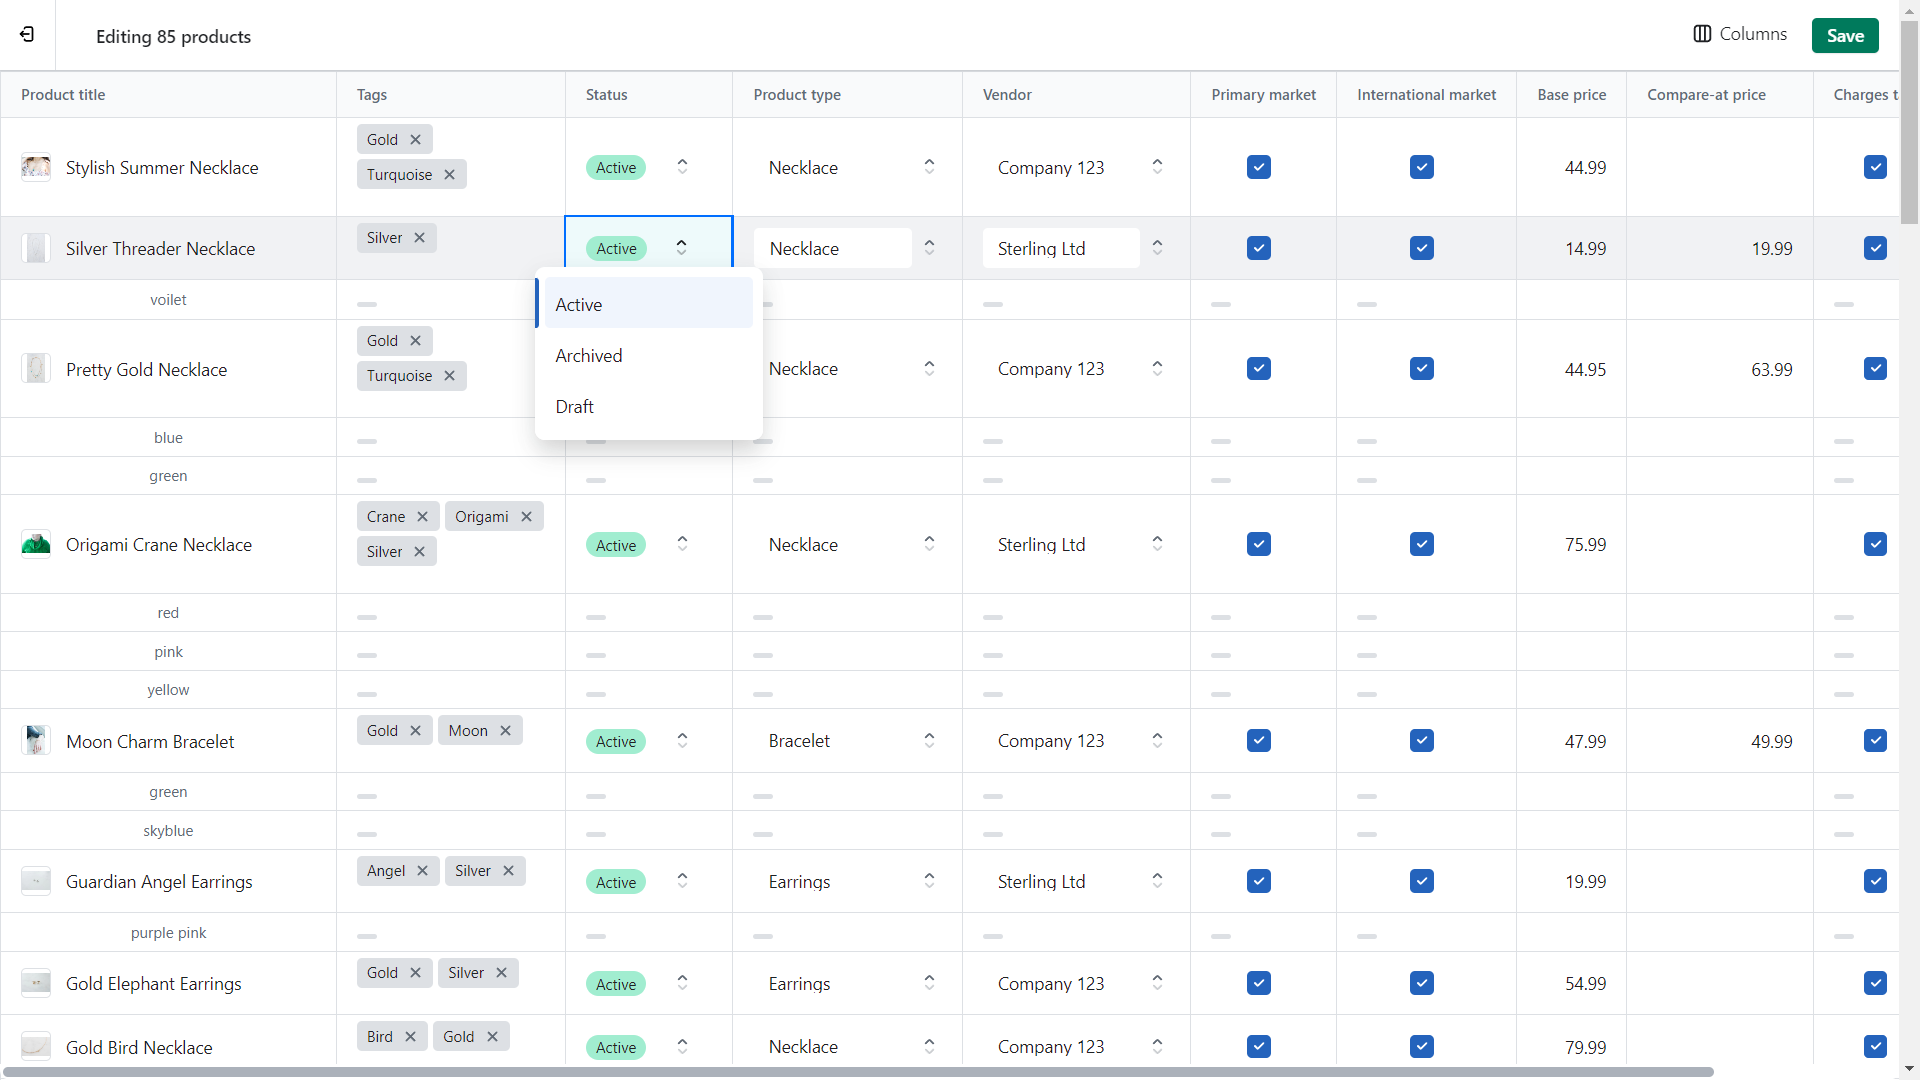 Editing 85 products
Columns
Save
Product title Tags Status Product type Vendor Primary market International market Base price Compare-at price Charges t
Gold
Stylish Summer Necklace Turquoise Active Necklace Company 123 44.99
Silver
Silver Threader Necklace Active Necklace Sterling Ltd 14.99 19.99
voilet
Active
Archived
Draft
Gold
Pretty Gold Necklace Turquoise Necklace Company 123 44.95 63.99
blue
green
Crane Origami
Origami Crane Necklace Silver Active Necklace Sterling Ltd 75.99
red
pink
yellow
Gold Moon
Moon Charm Bracelet Active Bracelet Company 123 47.99 49.99
green
skyblue
Angel Silver
Guardian Angel Earrings Active Earrings Sterling Ltd 19.99
purple pink
Gold Silver
Gold Elephant Earrings Active Earrings Company 123 54.99
Bird Gold
Gold Bird Necklace Active Necklace Company 123 79.99